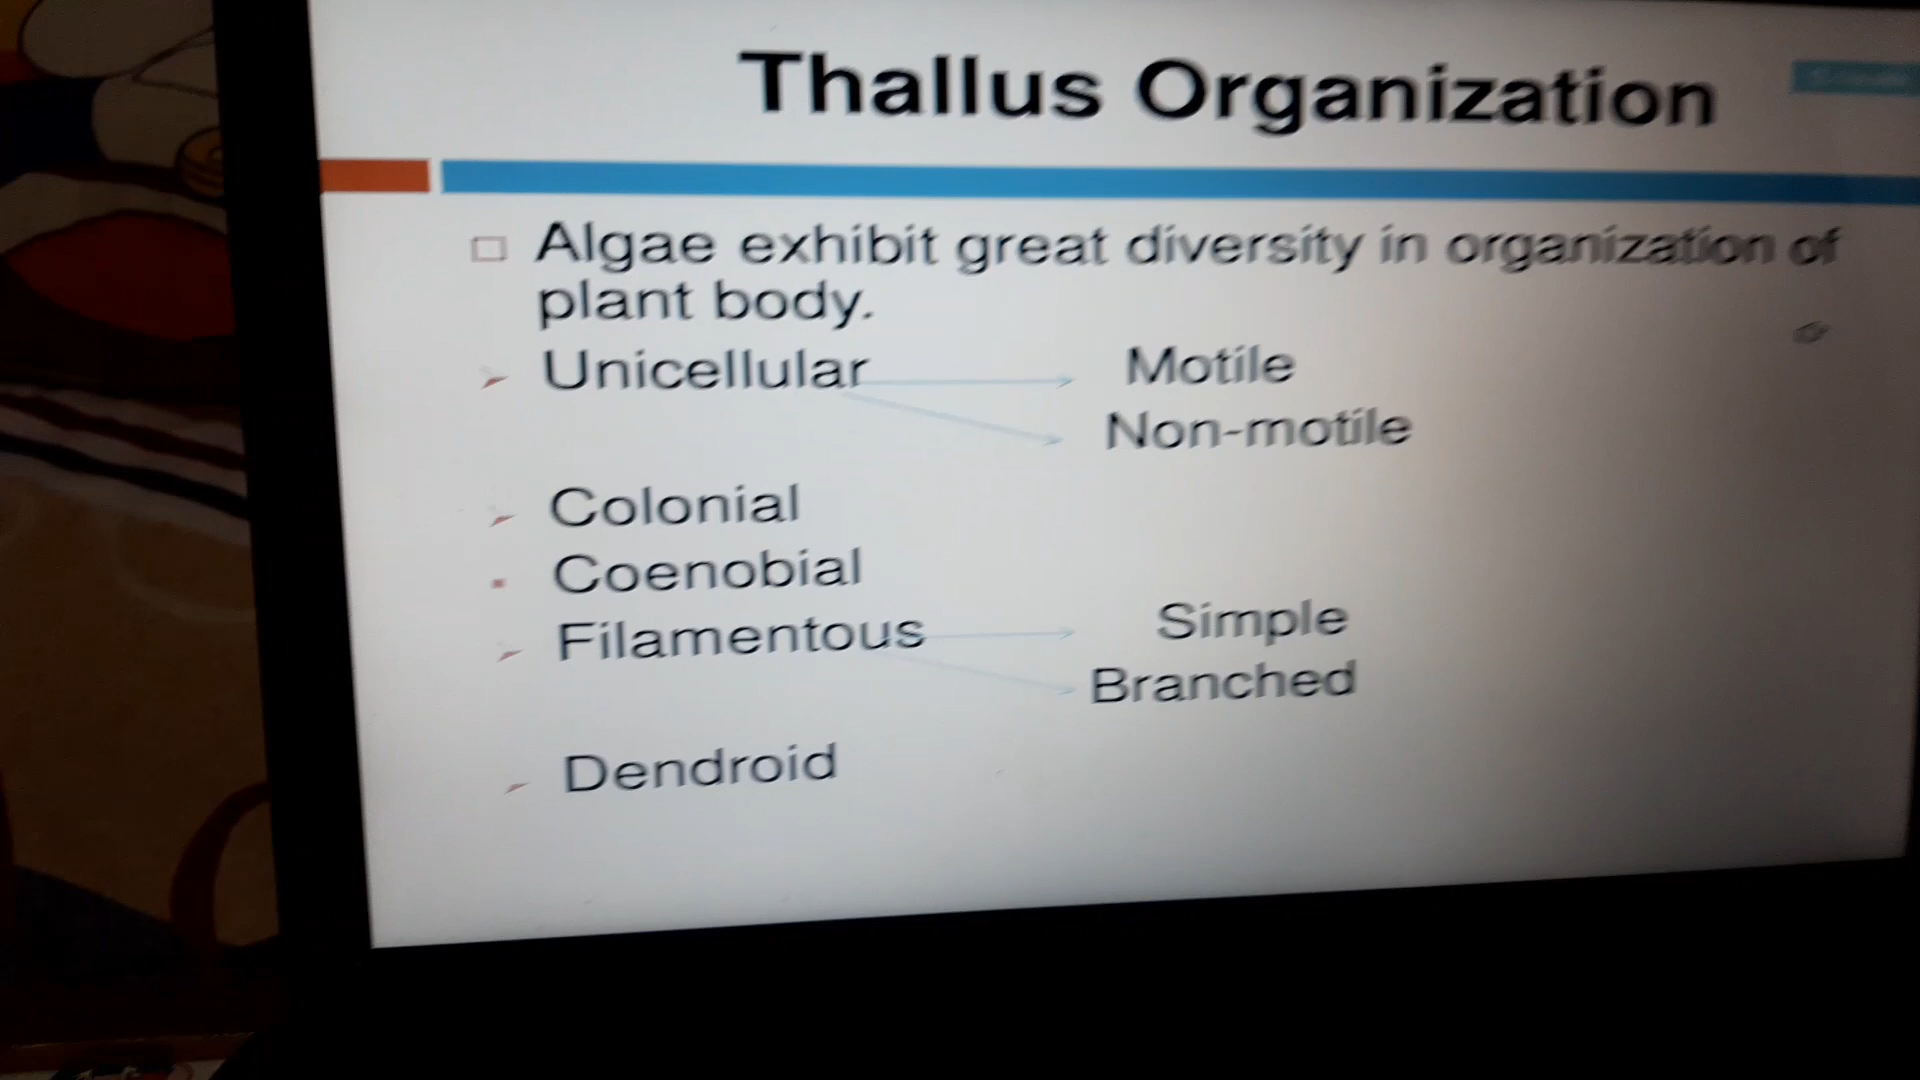 Thallus Organization
Algae exhibit great diversity in organization of
plant body.
Unicellular Motile
Non-motile
Colonial
Coenobial
Filamentous Simple
Branched
Dendroid